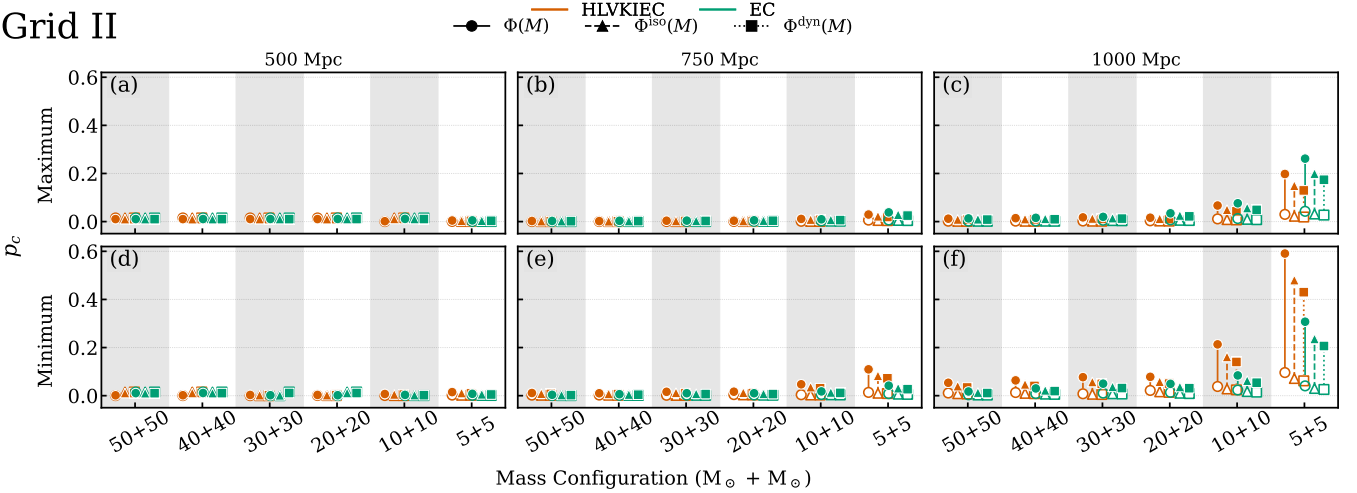 Grid II
HLVKIEC EC
Φ(M) Φ^iso(M) Φ^dyn(M)
500 Mpc 750 Mpc 1000 Mpc
Maximum
0.6 (a) (b) (c)
0.4
0.2
0.0
p_c
Minimum
0.6 (d) (e) (f)
0.4
0.2
0.0
50+50 40+40 30+30 20+20 10+10 5+5 50+50 40+40 30+30 20+20 10+10 5+5 50+50 40+40 30+30 20+20 10+10 5+5
Mass Configuration (M_⊙ + M_⊙)